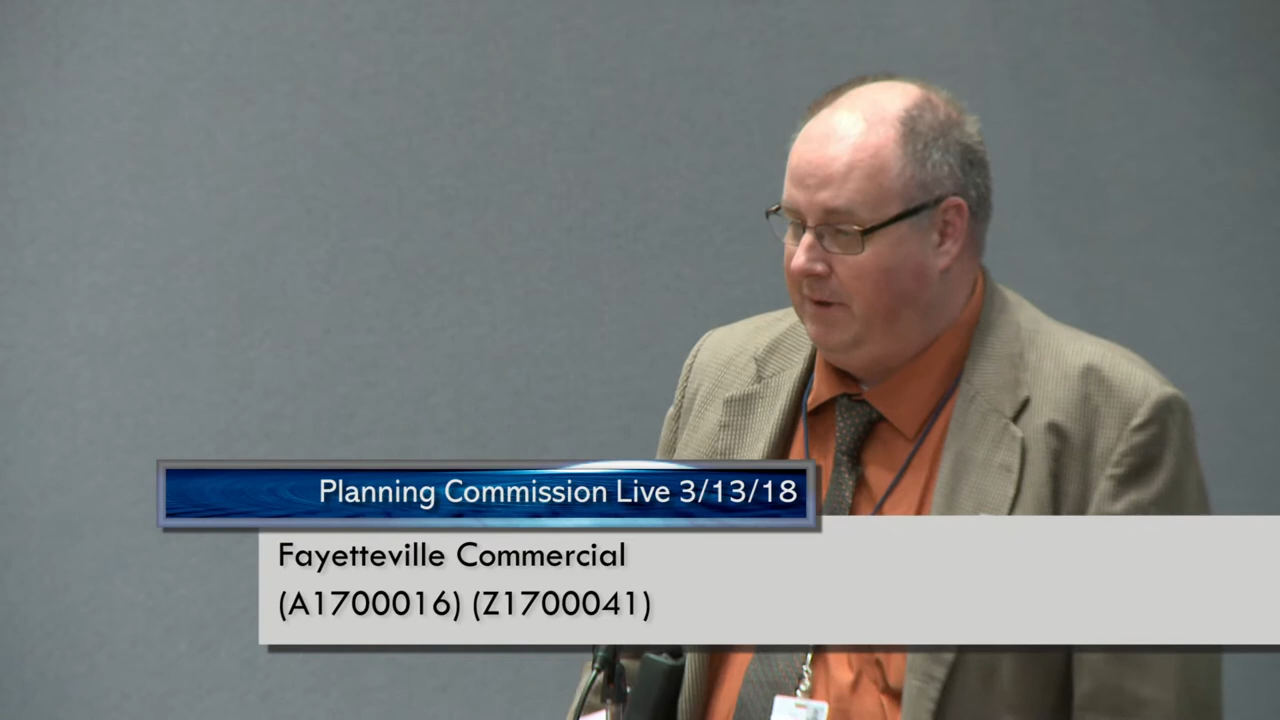 Planning Commission Live 3/13/18
Fayetteville Commercial
(A1700016) (Z1700041)